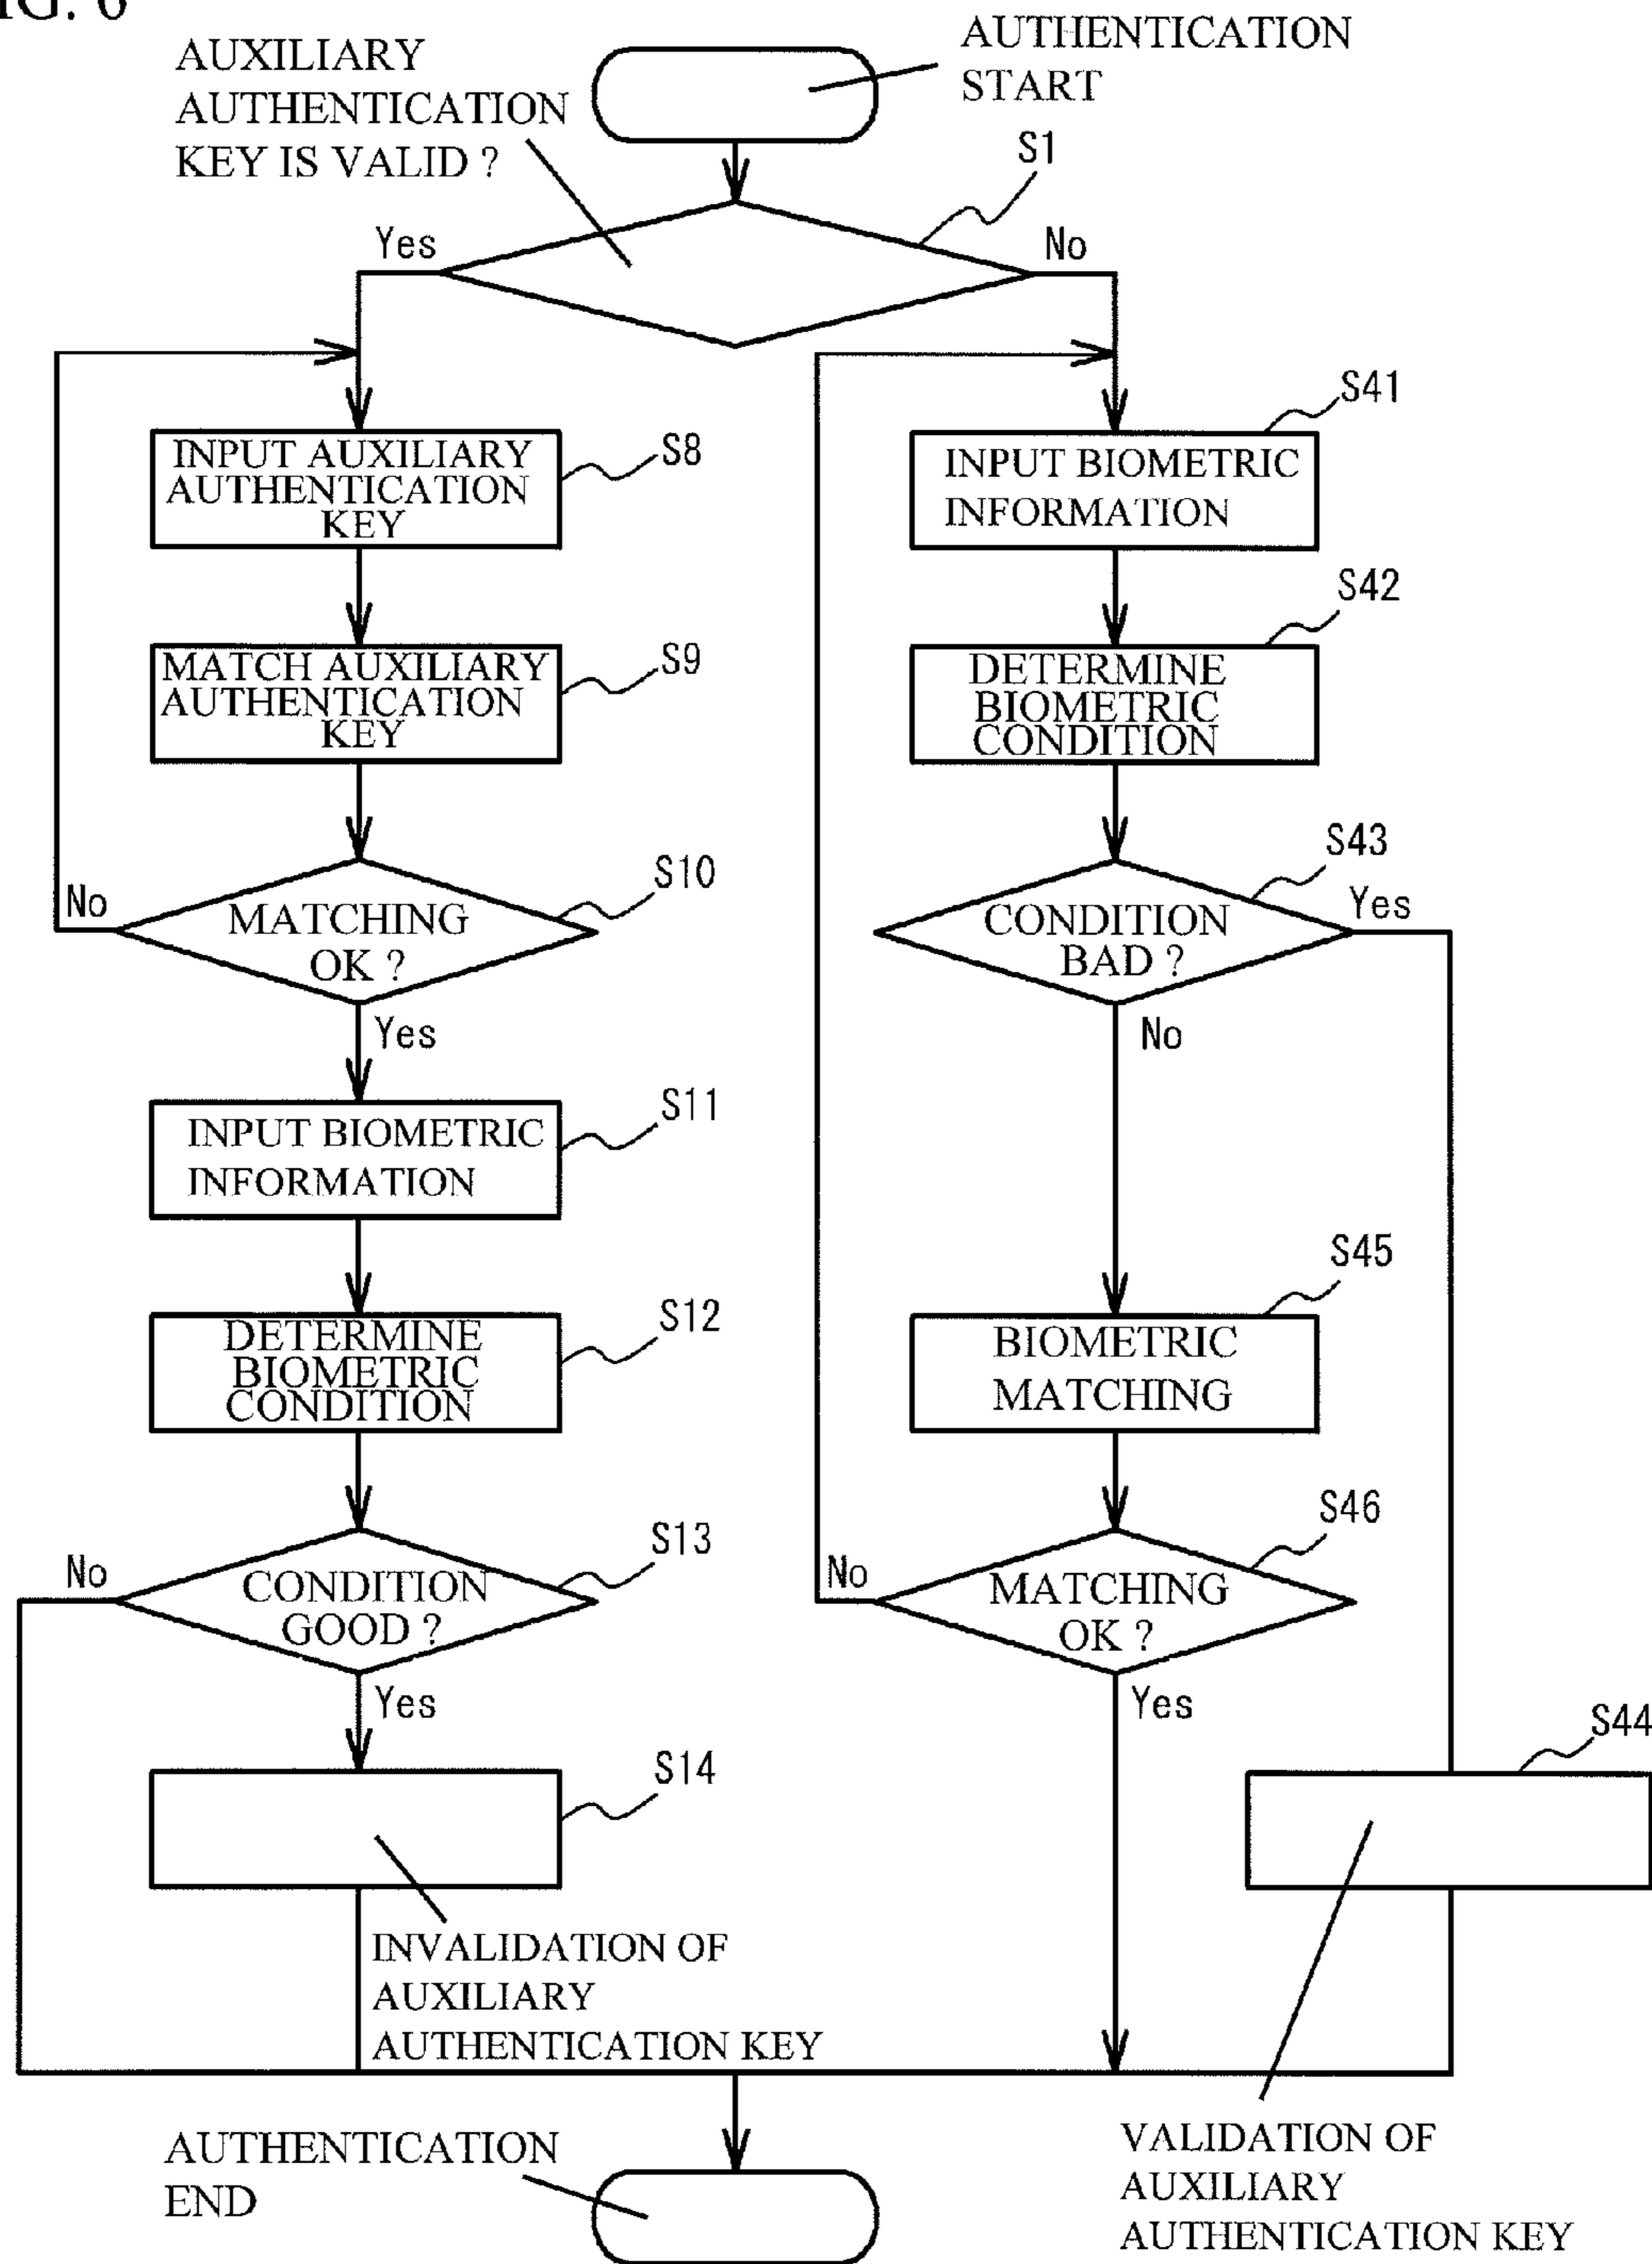 FIG. 6
AUTHENTICATION
START
AUXILIARY
AUTHENTICATION
KEY IS VALID ?
S1
Yes
No
INPUT AUXILIARY
AUTHENTICATION
KEY
S8
MATCH AUXILIARY
AUTHENTICATION
KEY
S9
MATCHING
OK ?
S10
No
Yes
INPUT BIOMETRIC
INFORMATION
S11
DETERMINE
BIOMETRIC
CONDITION
S12
CONDITION
GOOD ?
S13
No
Yes
S14
INVALIDATION OF
AUXILIARY
AUTHENTICATION KEY
S41
INPUT BIOMETRIC
INFORMATION
S42
DETERMINE
BIOMETRIC
CONDITION
S43
CONDITION
BAD ?
Yes
No
S45
BIOMETRIC
MATCHING
S46
MATCHING
OK ?
No
Yes
S44
VALIDATION OF
AUXILIARY
AUTHENTICATION KEY
AUTHENTICATION
END